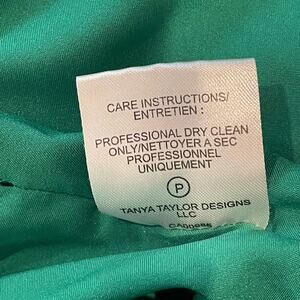 CARE INSTRUCTIONS/
ENTRETIEN :
PROFESSIONAL DRY CLEAN
ONLY/NETTOYER A SEC
PROFESSIONNEL
UNIQUEMENT
P
TANYA TAYLOR DESIGNS
LLC